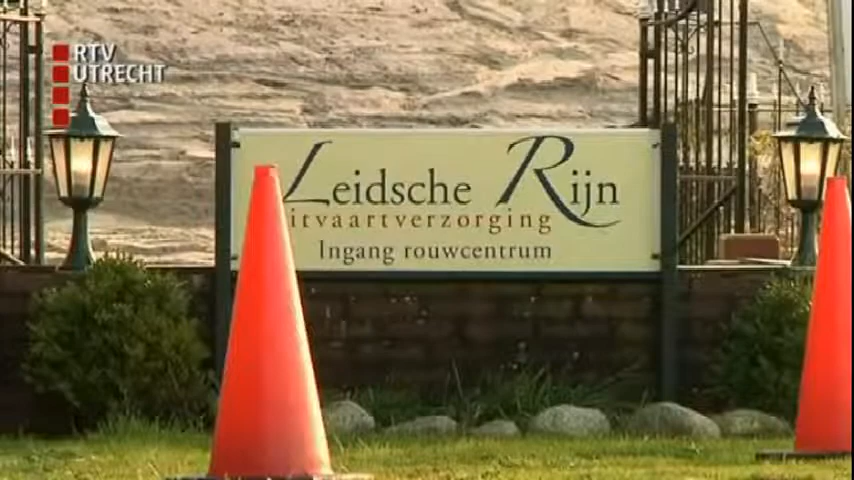 RTV
UTRECHT
Leidsche Rijn
itvaartverzorging
Ingang rouwcentrum